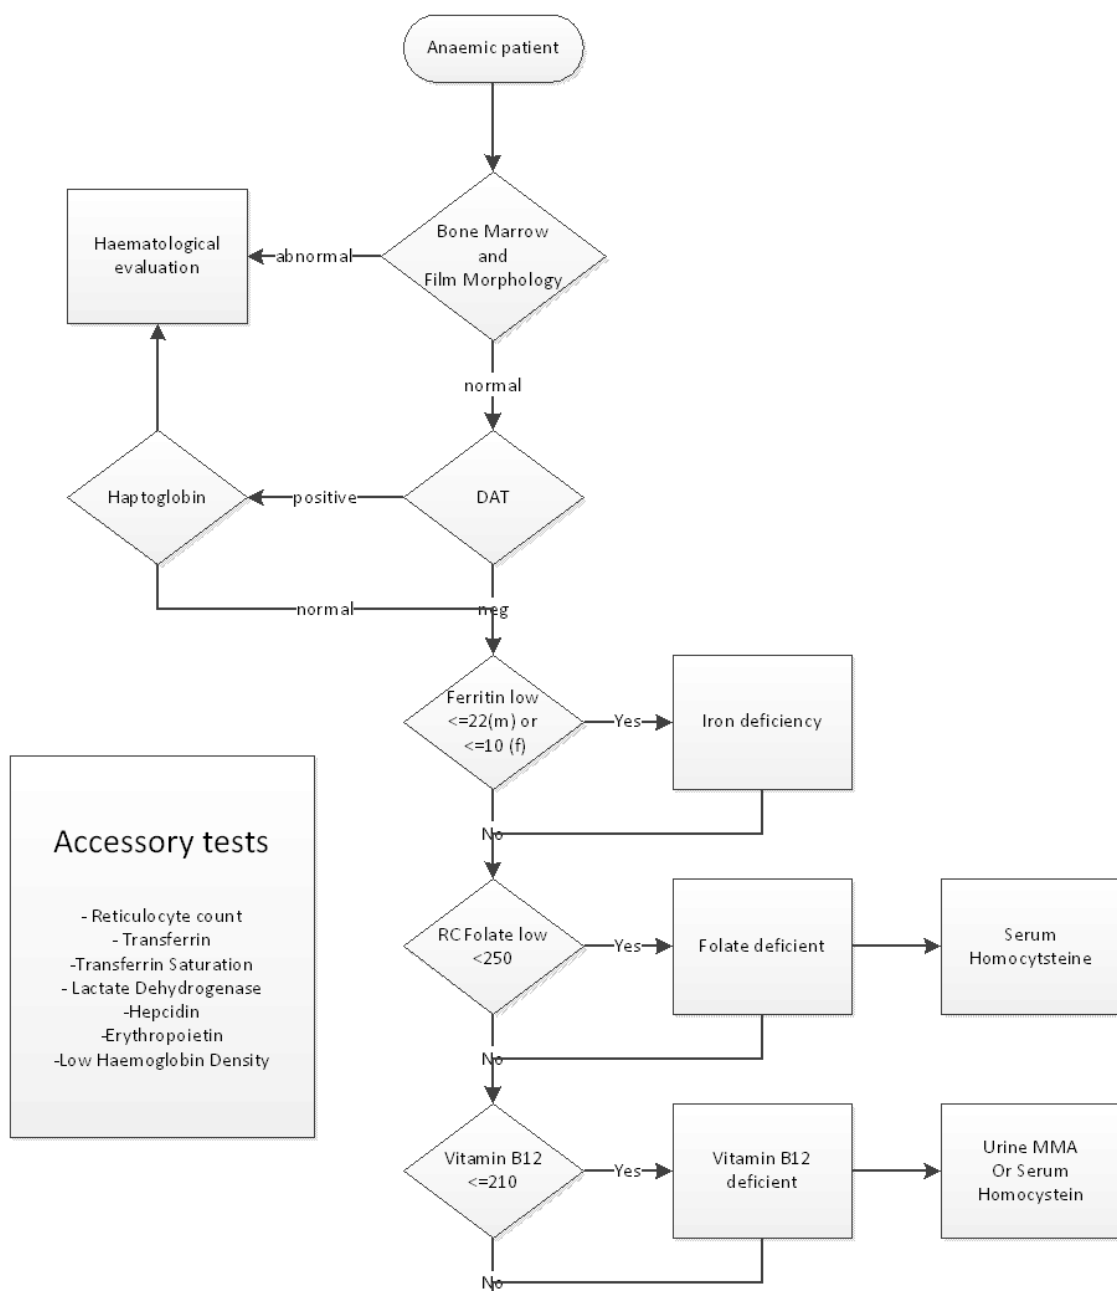 Anaemic patient
Bone Marrow
and
Film Morphology
abnormal
Haematological
evaluation
normal
DAT
positive
Haptoglobin
normal
neg
Ferritin low
<=22(m) or
<=10 (f)
Yes
Iron deficiency
No
RC Folate low
<250
Yes
Folate deficient
Serum
Homocytsteine
No
Vitamin B12
<=210
Yes
Vitamin B12
deficient
Urine MMA
Or Serum
Homocystein
No
Accessory tests
- Reticulocyte count
- Transferrin
-Transferrin Saturation
- Lactate Dehydrogenase
-Hepcidin
-Erythropoietin
-Low Haemoglobin Density